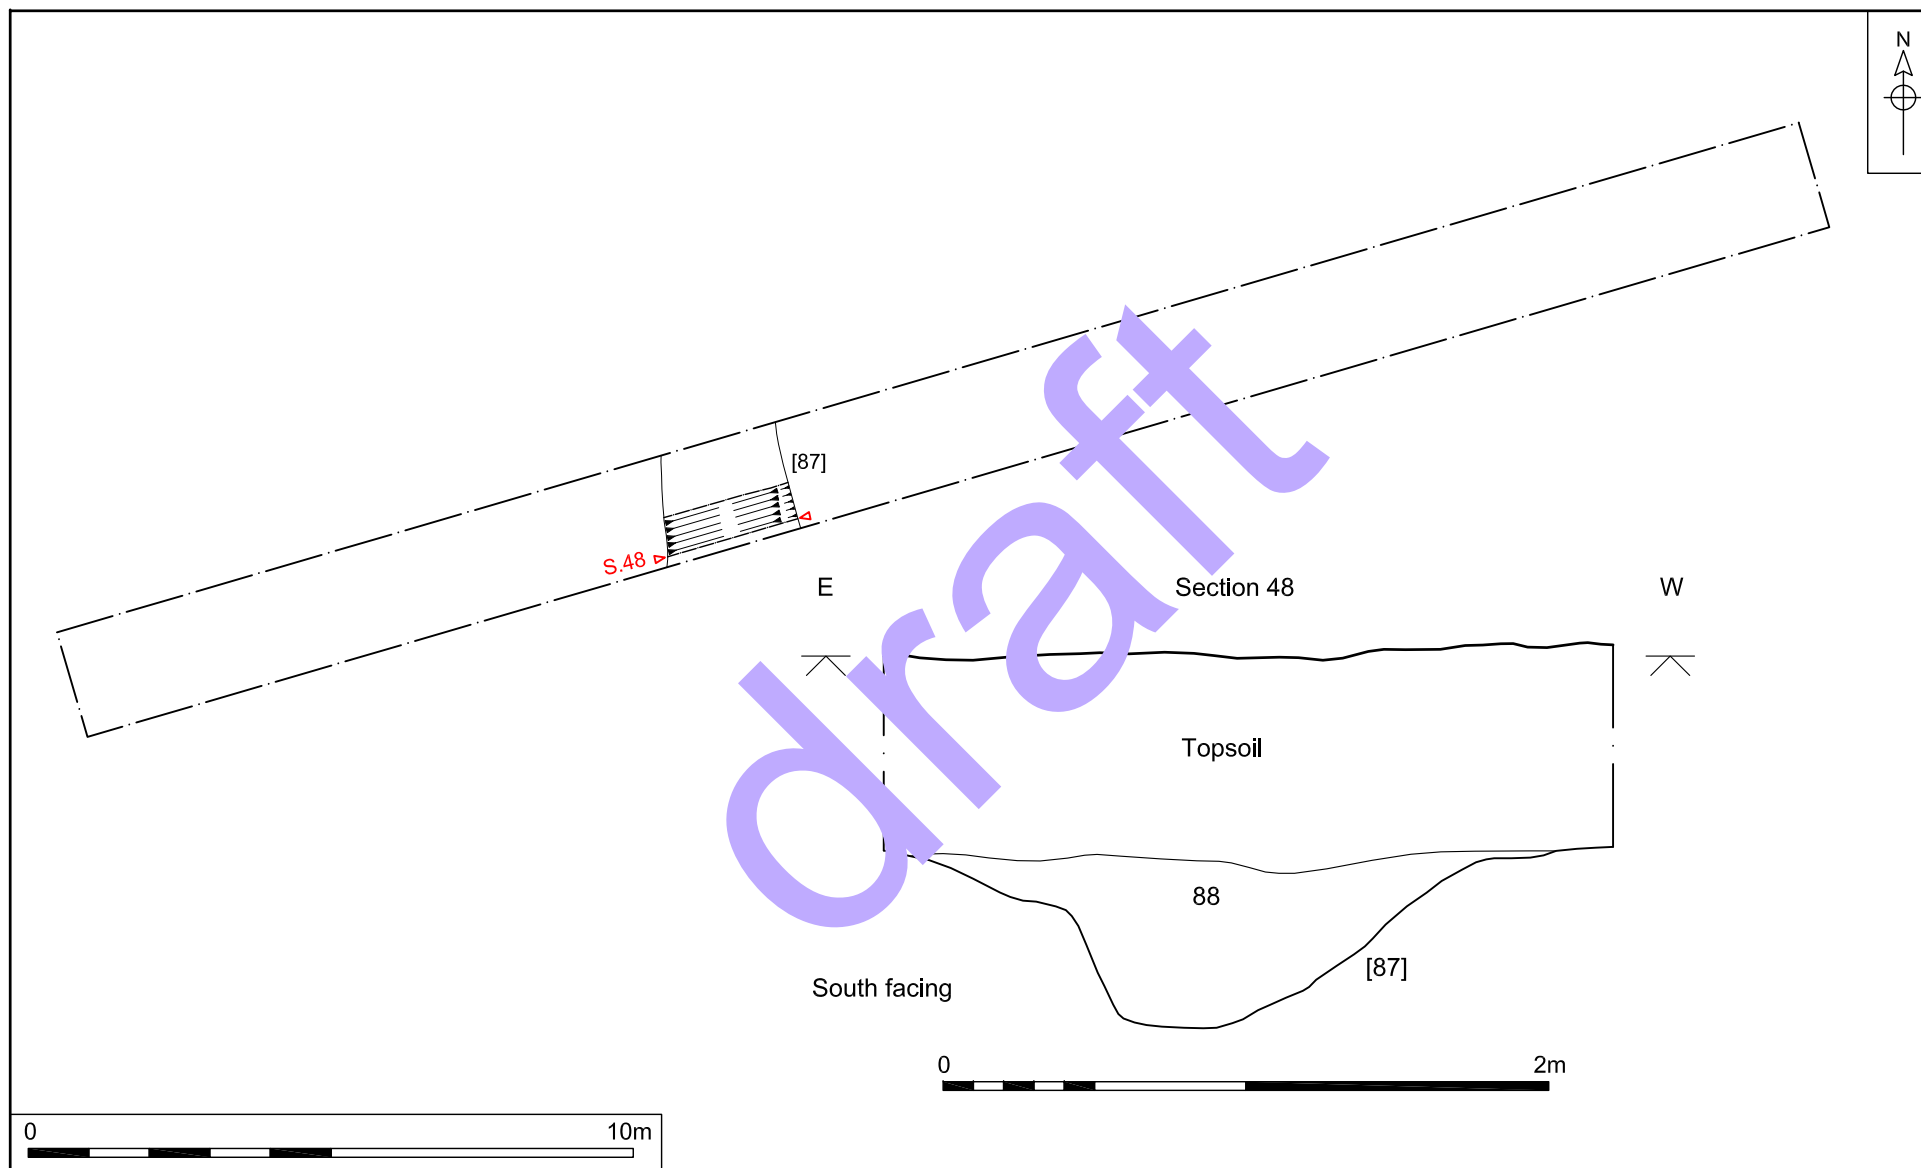 N
[87]
S.48
E
Section 48
W
Topsoil
88
[87]
South facing
0
2m
0
10m
draft